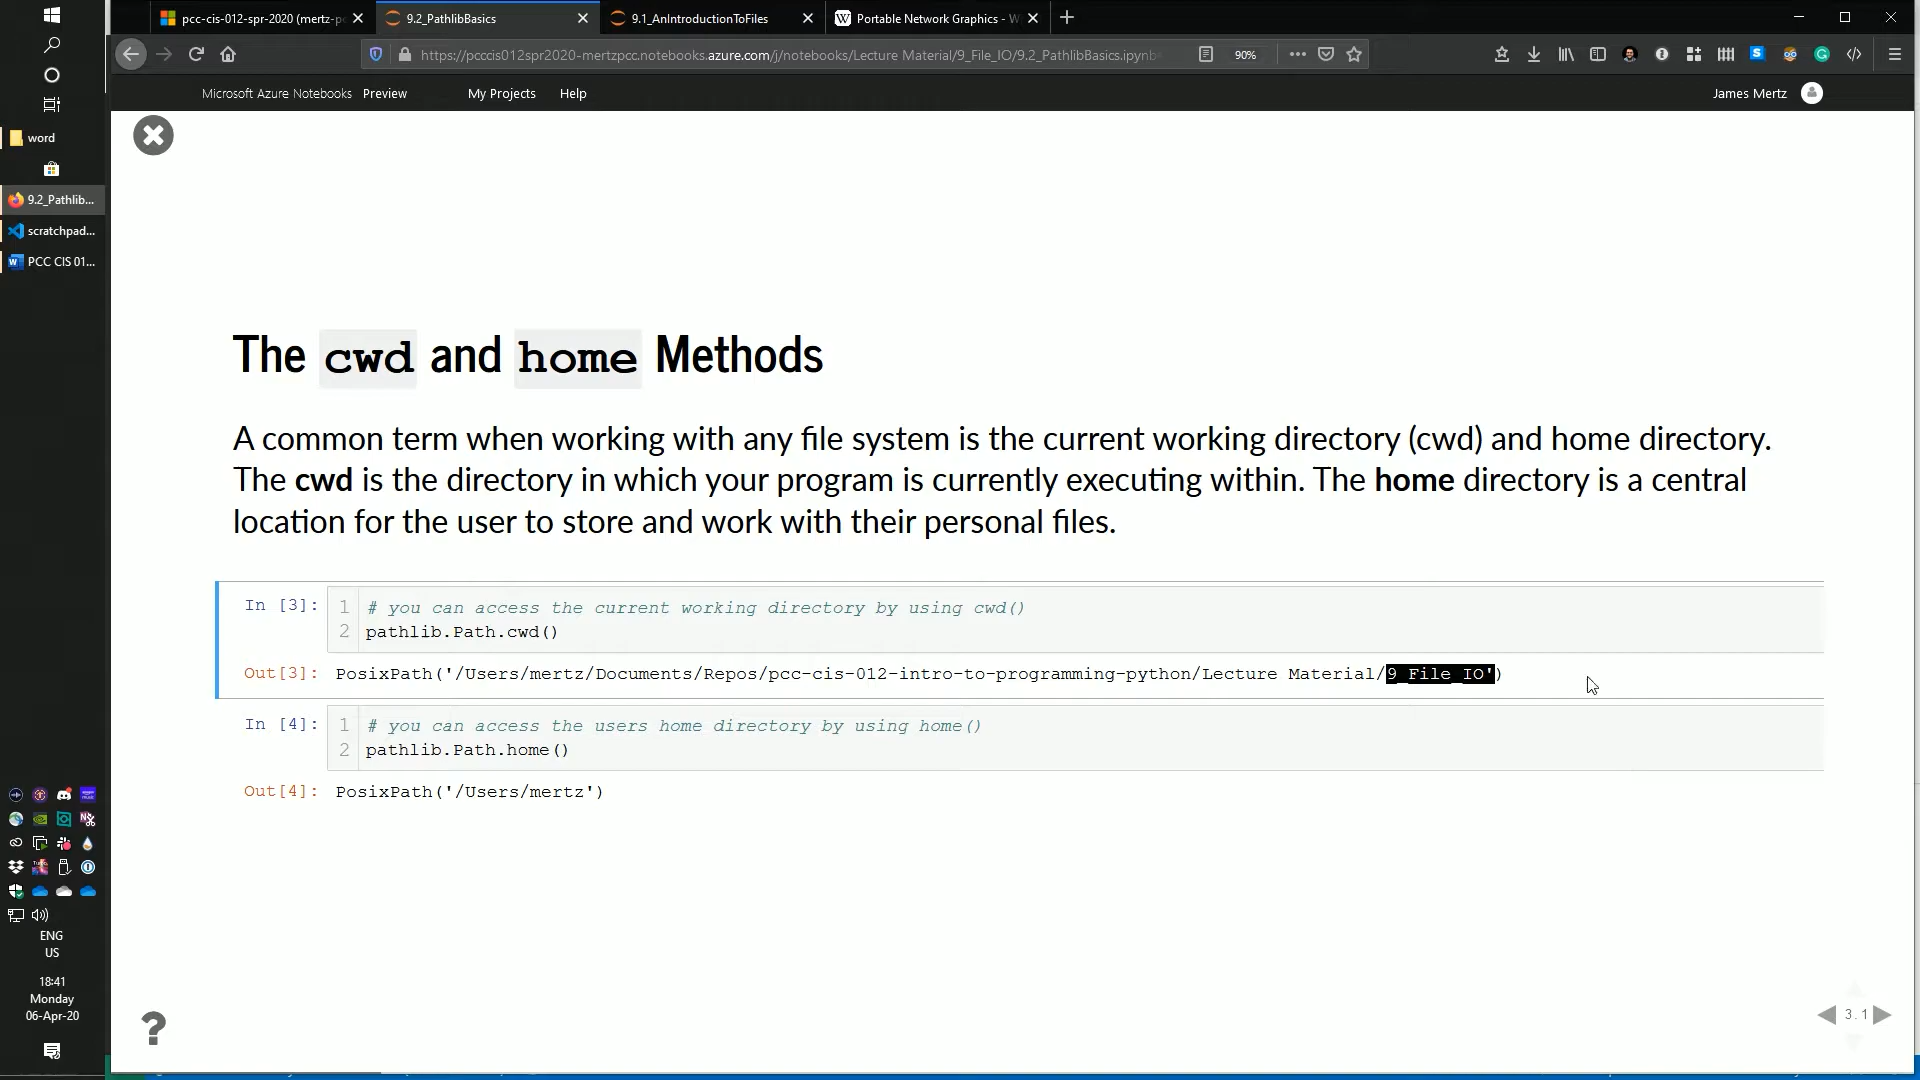 pcc-cis-012-spr-2020 (mertz-p
9.2_PathlibBasics
9.1_AnIntroductionToFiles
Portable Network Graphics - W
https://pcccis012spr2020-mertzpcc.notebooks.azure.com/j/notebooks/Lecture Material/9_File_IO/9.2_PathlibBasics.ipynb
90%
Microsoft Azure Notebooks
Preview
My Projects
Help
James Mertz
word
9.2_Pathlib...
scratchpad...
PCC CIS 01...
The cwd and home Methods
A common term when working with any file system is the current working directory (cwd) and home directory.
The cwd is the directory in which your program is currently executing within. The home directory is a central
location for the user to store and work with their personal files.
In [3]:
1 # you can access the current working directory by using cwd()
2 pathlib.Path.cwd()
Out[3]: PosixPath('/Users/mertz/Documents/Repos/pcc-cis-012-intro-to-programming-python/Lecture Material/9_File_IO')
In [4]:
1 # you can access the users home directory by using home()
2 pathlib.Path.home()
Out[4]: PosixPath('/Users/mertz')
ENG
US
18:41
Monday
06-Apr-20
?
3.1